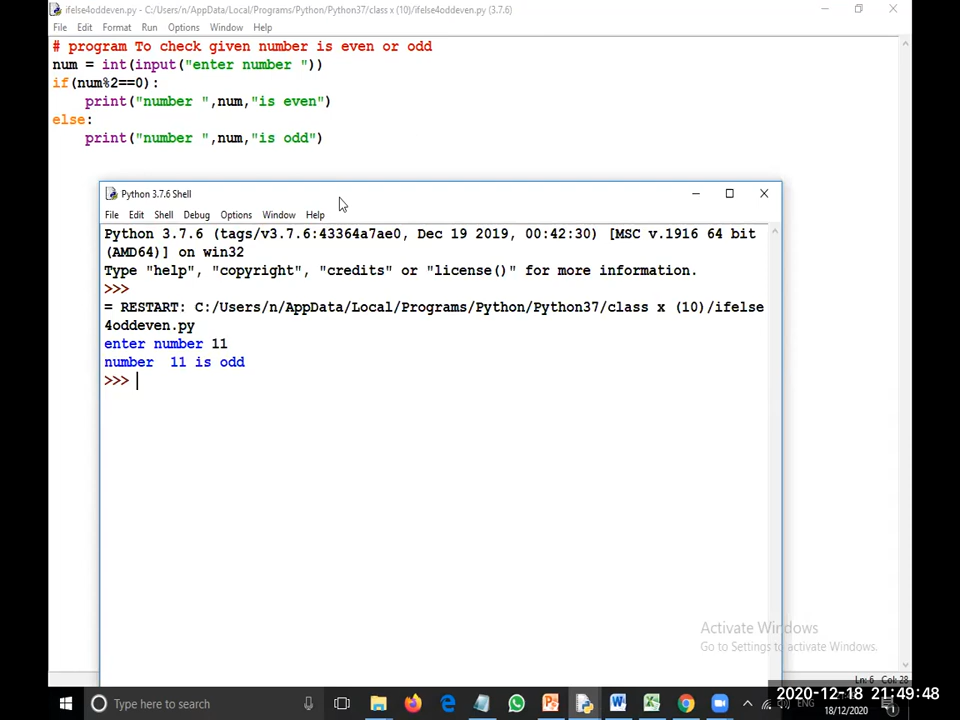 ifelse4oddeven.py - C:/Users/n/AppData/Local/Programs/Python/Python37/class x (10)/ifelse4oddeven.py (3.7.6)
File Edit Format Run Options Window Help
# program To check given number is even or odd
num = int(input("enter number "))
if(num%2==0):
    print("number ",num,"is even")
else:
    print("number ",num,"is odd")
Python 3.7.6 Shell
File Edit Shell Debug Options Window Help
Python 3.7.6 (tags/v3.7.6:43364a7ae0, Dec 19 2019, 00:42:30) [MSC v.1916 64 bit
(AMD64)] on win32
Type "help", "copyright", "credits" or "license()" for more information.
>>>
= RESTART: C:/Users/n/AppData/Local/Programs/Python/Python37/class x (10)/ifelse
4oddeven.py
enter number 11
number  11 is odd
>>>
Activate Windows
Go to Settings to activate Windows.
Ln: 6 Col: 28
Type here to search
ENG
2020-12-18 21:49:48
18/12/2020